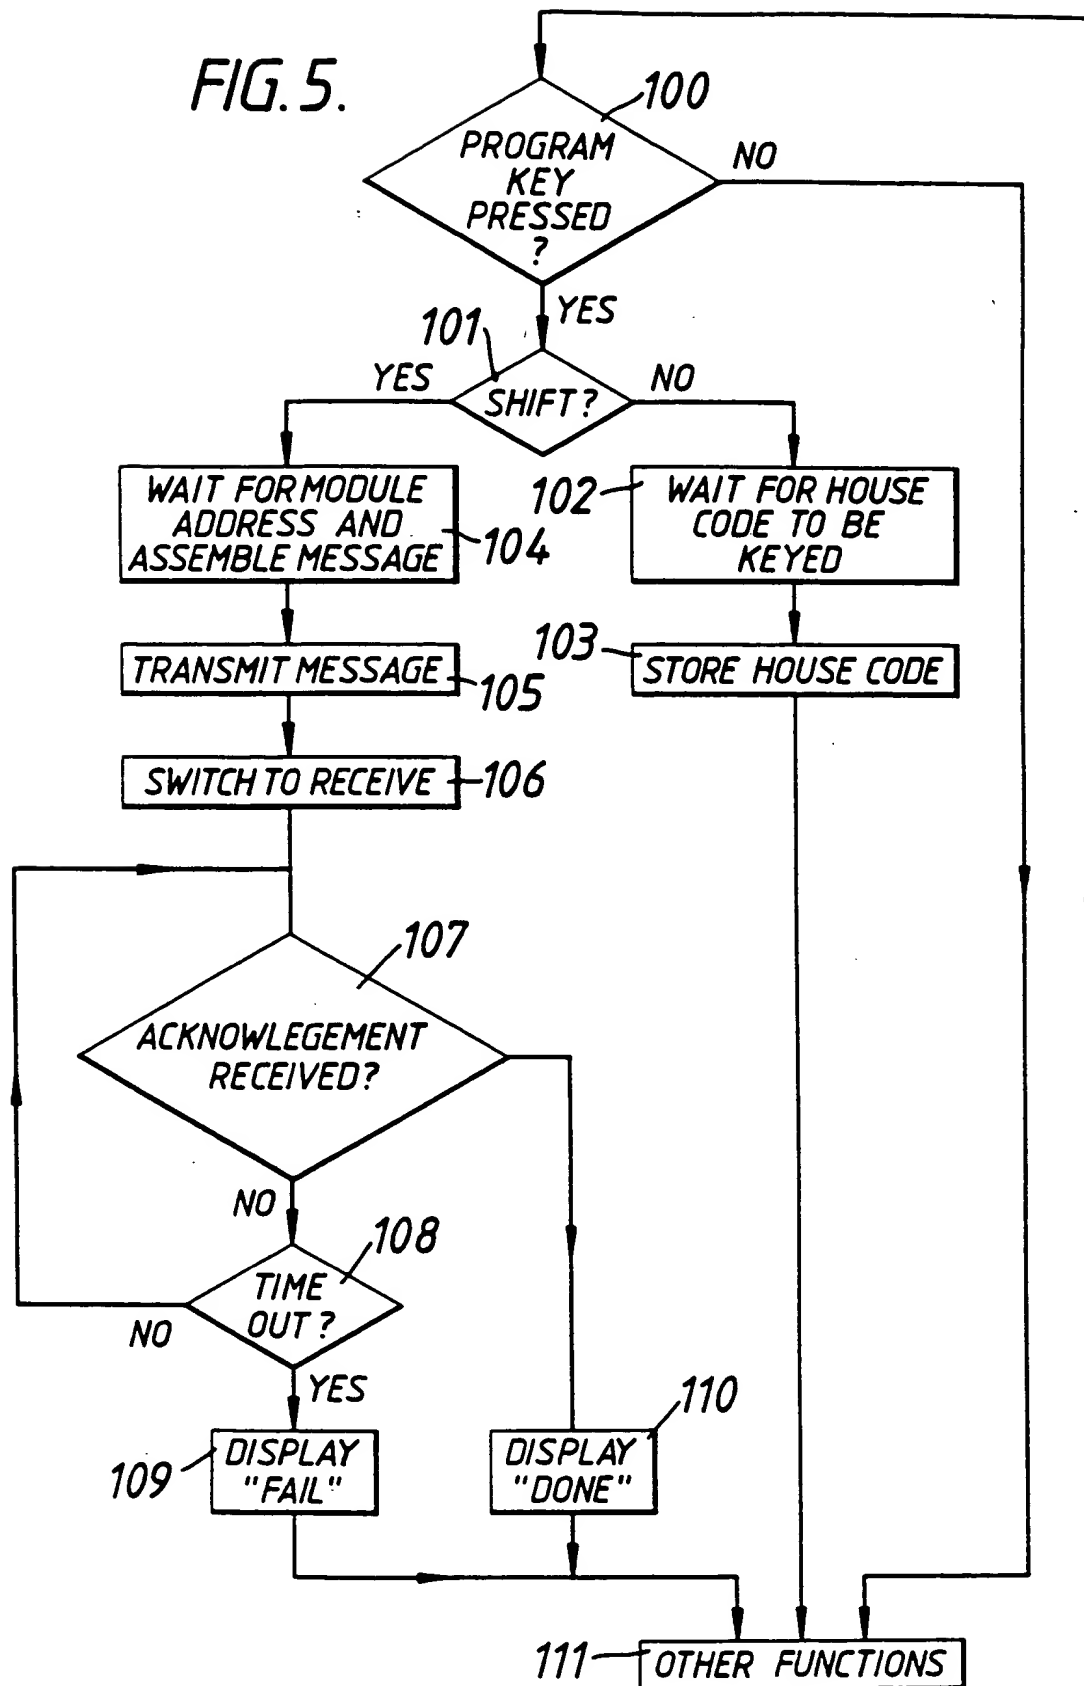 FIG. 5.
100
PROGRAM
KEY
PRESSED
?
NO
YES
101
SHIFT?
YES
NO
WAIT FOR MODULE
ADDRESS AND
ASSEMBLE MESSAGE
104
102
WAIT FOR HOUSE
CODE TO BE
KEYED
TRANSMIT MESSAGE
105
103
STORE HOUSE CODE
SWITCH TO RECEIVE
106
107
ACKNOWLEGEMENT
RECEIVED?
NO
108
TIME
OUT?
NO
YES
109
DISPLAY
"FAIL"
110
DISPLAY
"DONE"
111
OTHER FUNCTIONS